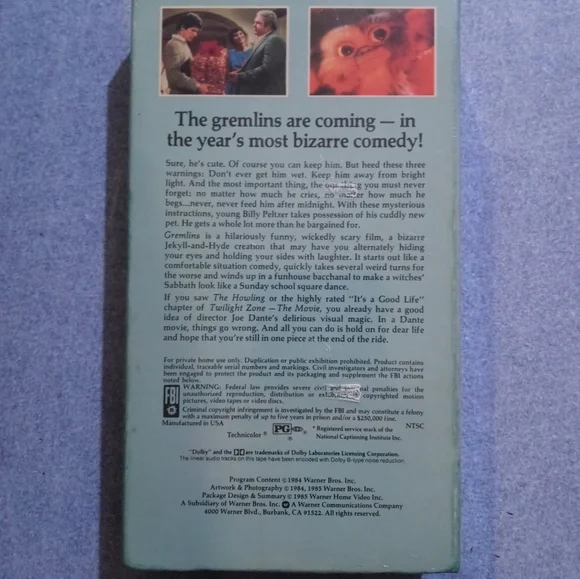 The gremlins are coming — in
the year's most bizarre comedy!
Sure, he's cute. Of course you can keep him. But heed these three
warnings: Don't ever get him wet. Keep him away from bright
light. And the most important thing, the one thing you must never
forget: no matter how much he cries, no matter how much he
begs...never, never feed him after midnight. With these mysterious
instructions, young Billy Peltzer takes possession of his cuddly new
pet. He gets a whole lot more than he bargained for.
Gremlins is a hilariously funny, wickedly scary film, a bizarre
Jekyll-and-Hyde creation that may have you alternately hiding
your eyes and holding your sides with laughter. It starts out like a
comfortable situation comedy, quickly takes several weird turns for
the worse and winds up in a funhouse bacchanal to make a witches'
Sabbath look like a Sunday school square dance.
If you saw The Howling or the highly rated "It's a Good Life"
chapter of Twilight Zone—The Movie, you already have a good
idea of director Joe Dante's delirious visual magic. In a Dante
movie, things go wrong. And all you can do is hold on for dear life
and hope that you're still in one piece at the end of the ride.
For private home use only. Duplication or public exhibition prohibited. Product contains
individual, traceable serial numbers and markings. Civil investigators and attorneys have
been engaged to protect the product and its packaging and supplement the FBI actions
noted below.
FBI WARNING: Federal law provides severe civil and criminal penalties for the
unauthorized reproduction, distribution or exhibition of copyrighted motion
pictures, video tapes or video discs.
Criminal copyright infringement is investigated by the FBI and may constitute a felony
with a maximum penalty of up to five years in prison and/or a $250,000 fine.
Manufactured in USA NTSC
Technicolor® PG ® * Registered service mark of the
National Captioning Institute Inc.
"Dolby" and the DD are trademarks of Dolby Laboratories Licensing Corporation.
The linear audio tracks on this tape have been encoded with Dolby B-type noise reduction.
Program Content © 1984 Warner Bros. Inc.
Artwork & Photography © 1984, 1985 Warner Bros. Inc.
Package Design & Summary © 1985 Warner Home Video Inc.
A Subsidiary of Warner Bros. Inc. A Warner Communications Company
4000 Warner Blvd., Burbank, CA 91522. All rights reserved.